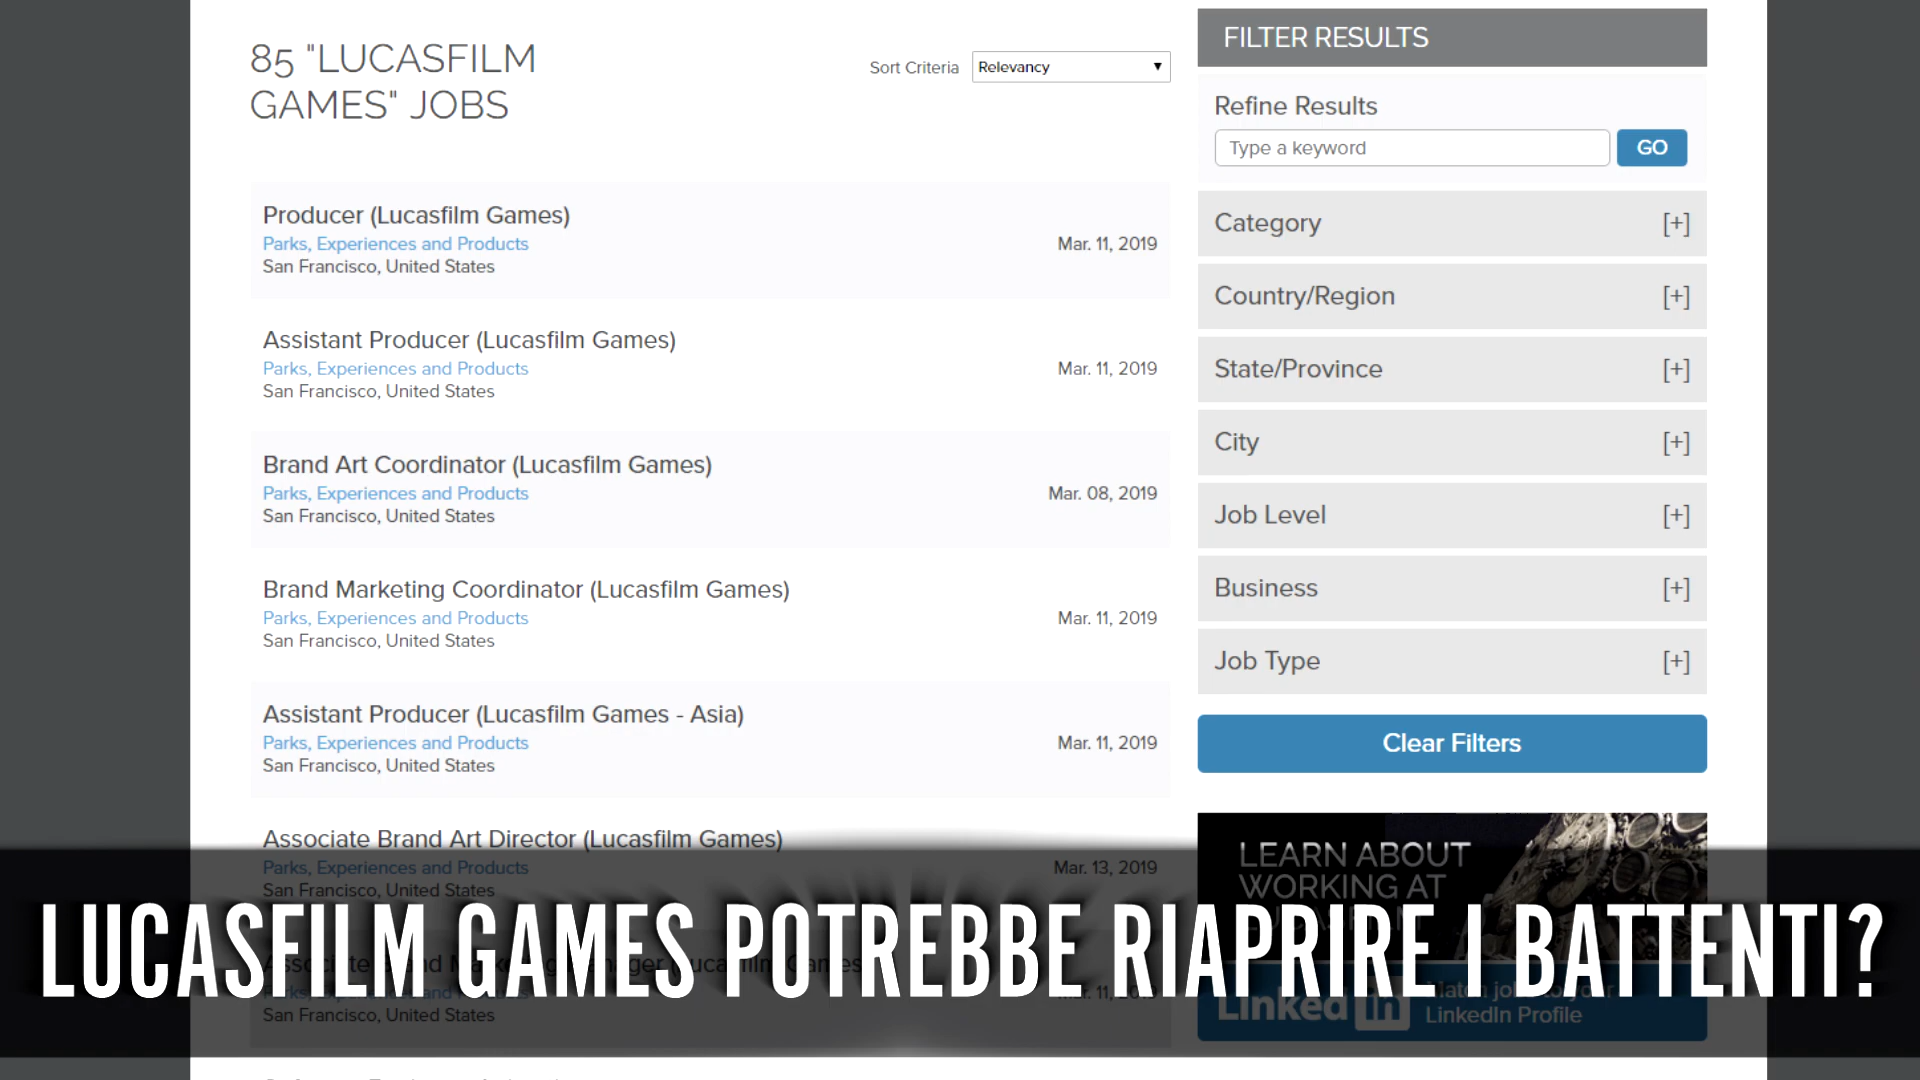 85 "LUCASFILM
GAMES" JOBS
Sort Criteria
Relevancy
Producer (Lucasfilm Games)
Parks, Experiences and Products
Mar. 11, 2019
San Francisco, United States
Assistant Producer (Lucasfilm Games)
Parks, Experiences and Products
Mar. 11, 2019
San Francisco, United States
Brand Art Coordinator (Lucasfilm Games)
Parks, Experiences and Products
Mar. 08, 2019
San Francisco, United States
Brand Marketing Coordinator (Lucasfilm Games)
Parks, Experiences and Products
Mar. 11, 2019
San Francisco, United States
Assistant Producer (Lucasfilm Games - Asia)
Parks, Experiences and Products
Mar. 11, 2019
San Francisco, United States
Associate Brand Art Director (Lucasfilm Games)
Parks, Experiences and Products
Mar. 13, 2019
San Francisco, United States
San Francisco, United States
FILTER RESULTS
Refine Results
Type a keyword
GO
Category [+]
Country/Region [+]
State/Province [+]
City [+]
Job Level [+]
Business [+]
Job Type [+]
Clear Filters
LEARN ABOUT
WORKING AT
Linked in
LinkedIn Profile
LUCASFILM GAMES POTREBBE RIAPRIRE I BATTENTI?